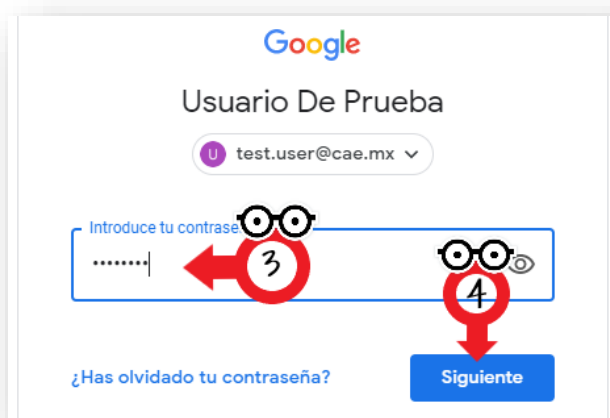 Google
Usuario De Prueba
U test.user@cae.mx
Introduce tu contrase
········
3
4
¿Has olvidado tu contraseña?
Siguiente